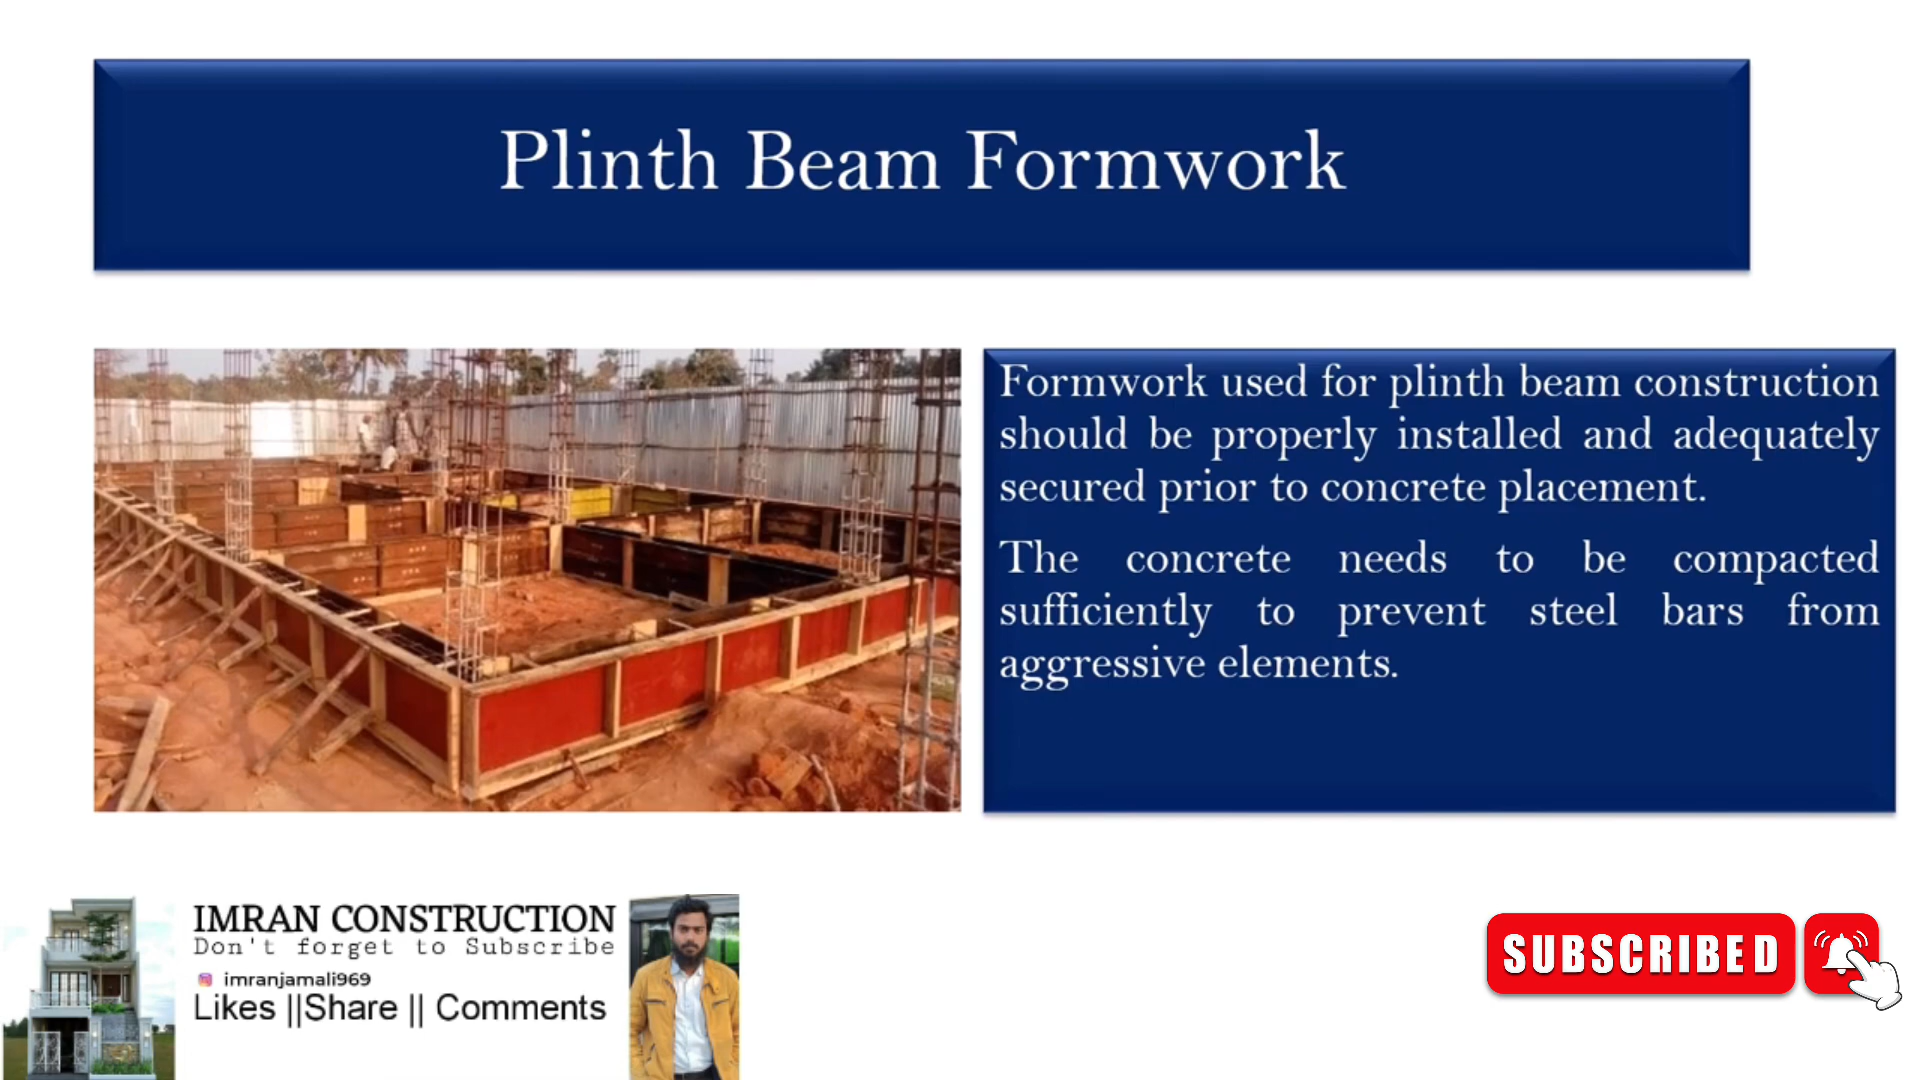 Plinth Beam Formwork
Formwork used for plinth beam construction
should be properly installed and adequately
secured prior to concrete placement.
The concrete needs to be compacted
sufficiently to prevent steel bars from
aggressive elements.
IMRAN CONSTRUCTION
Don't forget to Subscribe
imranjamali969
Likes ||Share || Comments
SUBSCRIBED